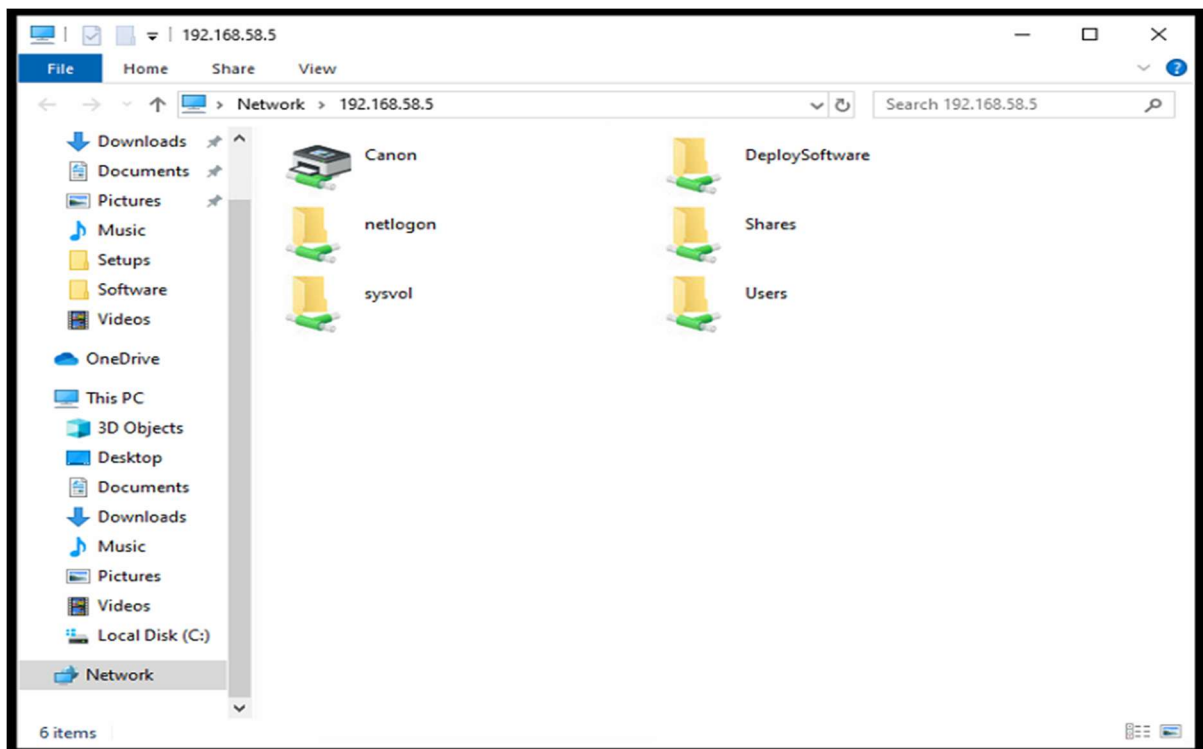 192.168.58.5
File Home Share View
Network > 192.168.58.5
Search 192.168.58.5
Downloads
Documents
Pictures
Music
Setups
Software
Videos
OneDrive
This PC
3D Objects
Desktop
Documents
Downloads
Music
Pictures
Videos
Local Disk (C:)
Network
Canon
DeploySoftware
netlogon
Shares
sysvol
Users
6 items